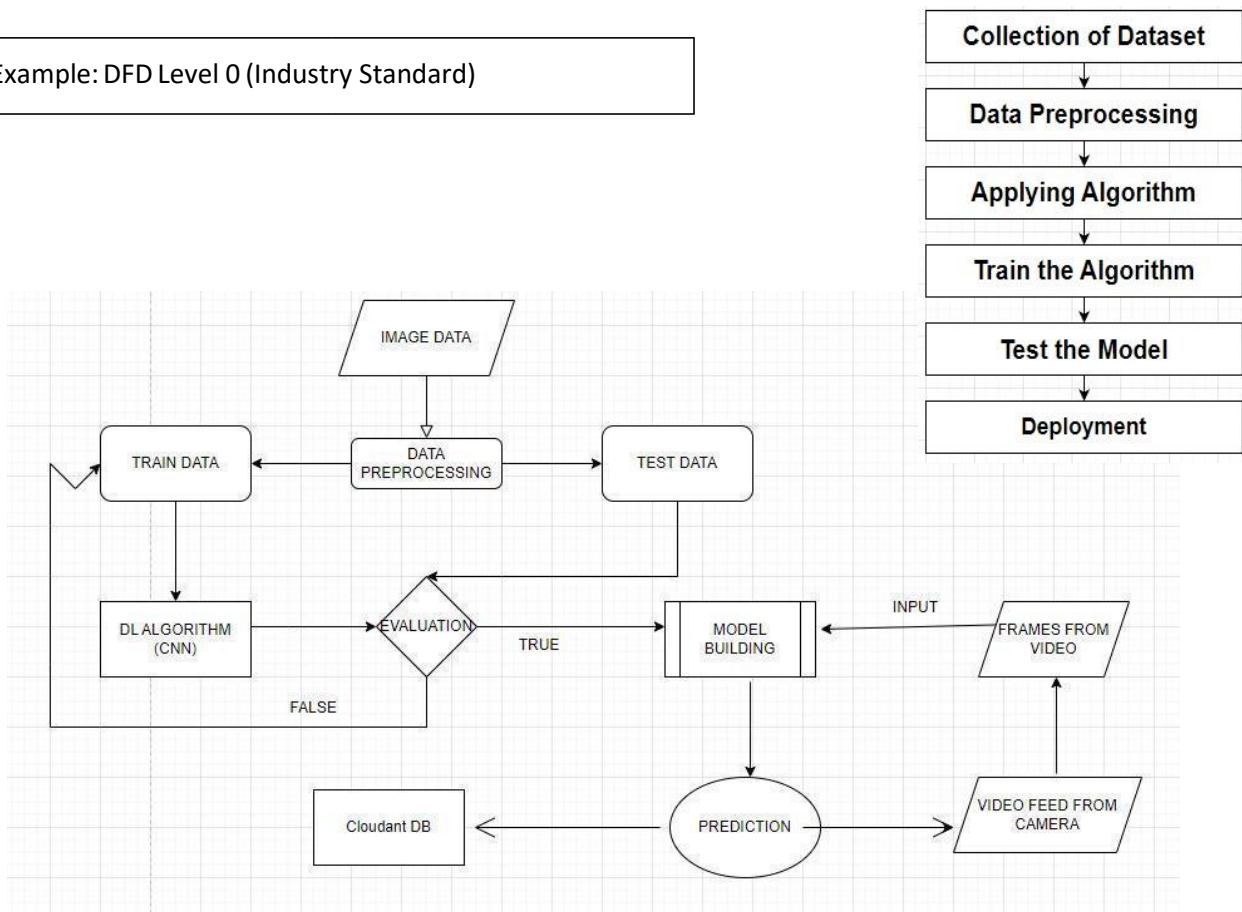 Example: DFD Level 0 (Industry Standard)
Collection of Dataset
Data Preprocessing
Applying Algorithm
Train the Algorithm
Test the Model
Deployment
IMAGE DATA
TRAIN DATA
DATA
PREPROCESSING
TEST DATA
DL ALGORITHM
(CNN)
EVALUATION
TRUE
MODEL
BUILDING
INPUT
FRAMES FROM
VIDEO
FALSE
Cloudant DB
PREDICTION
VIDEO FEED FROM
CAMERA